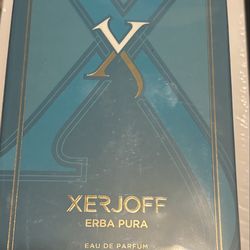 X
XERJOFF
ERBA PURA
EAU DE PARFUM